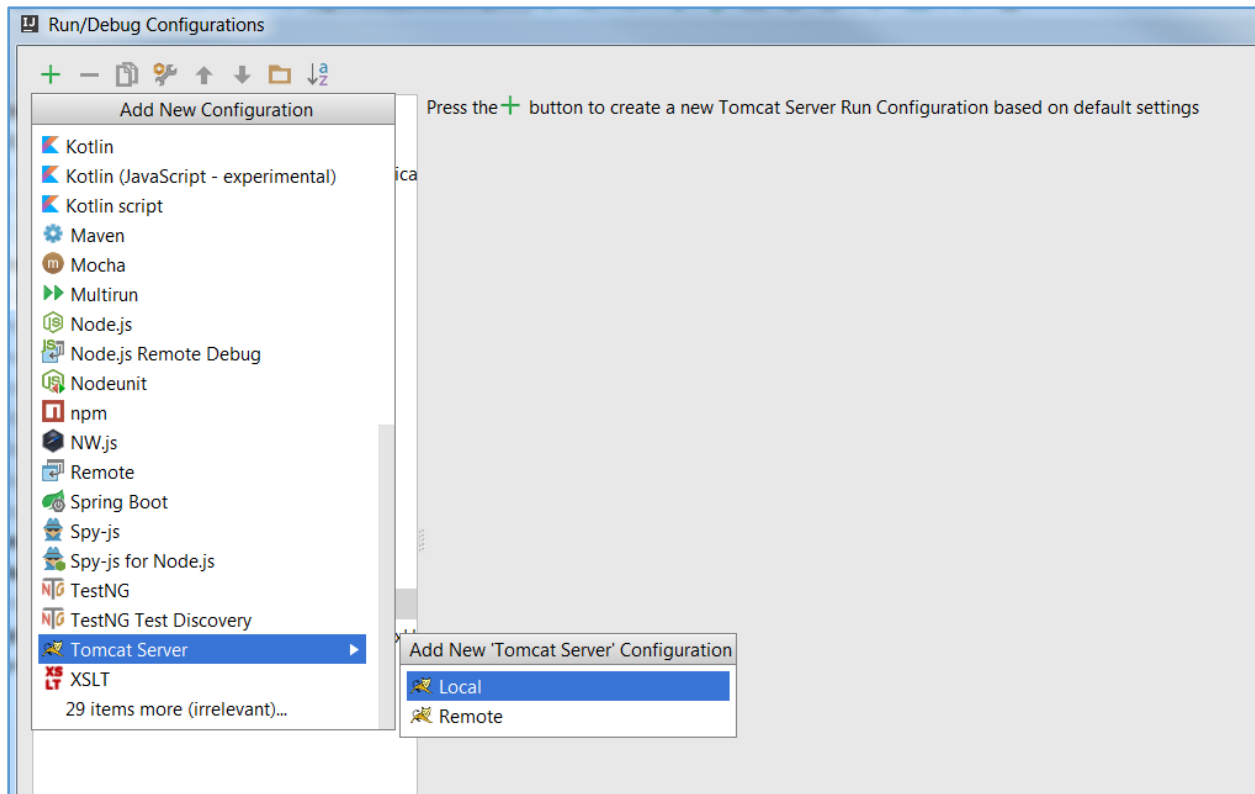 Run/Debug Configurations
Add New Configuration
Press the + button to create a new Tomcat Server Run Configuration based on default settings
Kotlin
Kotlin (JavaScript - experimental)
ica
Kotlin script
Maven
Mocha
Multirun
Node.js
Node.js Remote Debug
Nodeunit
npm
NW.js
Remote
Spring Boot
Spy-js
Spy-js for Node.js
TestNG
TestNG Test Discovery
Tomcat Server
XSLT
29 items more (irrelevant)...
Add New 'Tomcat Server' Configuration
Local
Remote